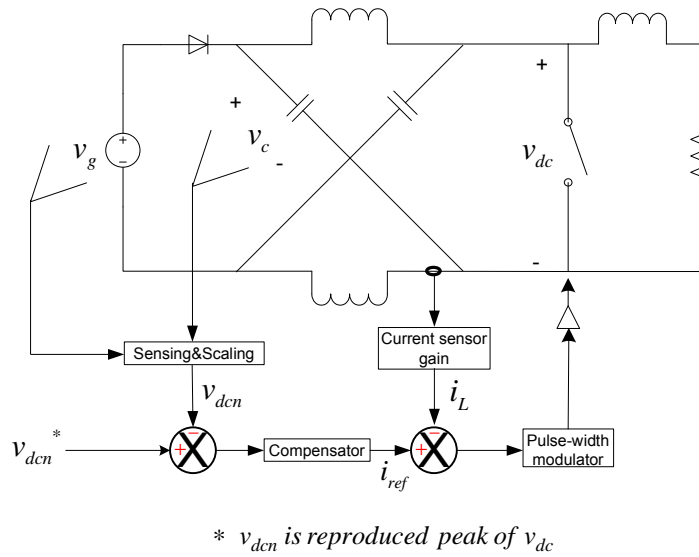 +
+
v_g
+
−
v_c
-
v_dc
-
Sensing&Scaling
Current sensor
gain
v_dcn
i_L
v_dcn*
−
+
Compensator
i_ref
−
+
Pulse-width
modulator
* v_dcn is reproduced peak of v_dc